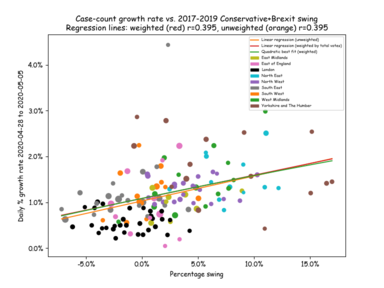 Case-count growth rate vs. 2017-2019 Conservative+Brexit swing
Regression lines: weighted (red) r=0.395, unweighted (orange) r=0.395
Linear regression (unweighted)
Linear regression (weighted by total votes)
Quadratic best fit (weighted)
East Midlands
East of England
London
North East
North West
South East
South West
West Midlands
Yorkshire and The Humber
Daily % growth rate 2020-04-28 to 2020-05-05
4.0%
3.0%
2.0%
1.0%
0.0%
-5.0% 0.0% 5.0% 10.0% 15.0%
Percentage swing